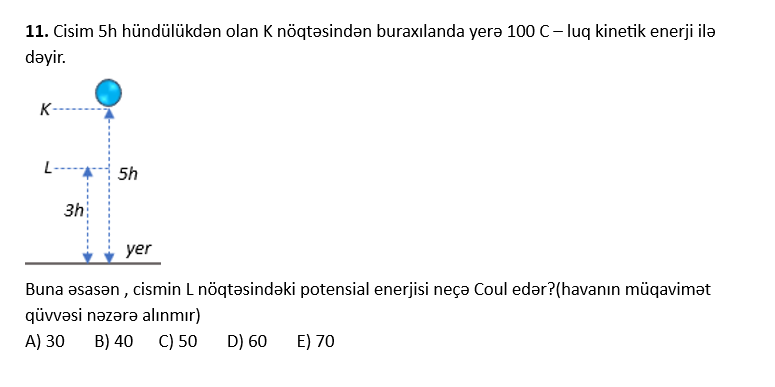 11. Cisim 5h hündülükdən olan K nöqtəsindən buraxılanda yerə 100 C – luq kinetik enerji ilə
dəyir.
K
L
5h
3h
yer
Buna əsasən , cismin L nöqtəsindəki potensial enerjisi neçə Coul edər?(havanın müqavimət
qüvvəsi nəzərə alınmır)
A) 30 B) 40 C) 50 D) 60 E) 70